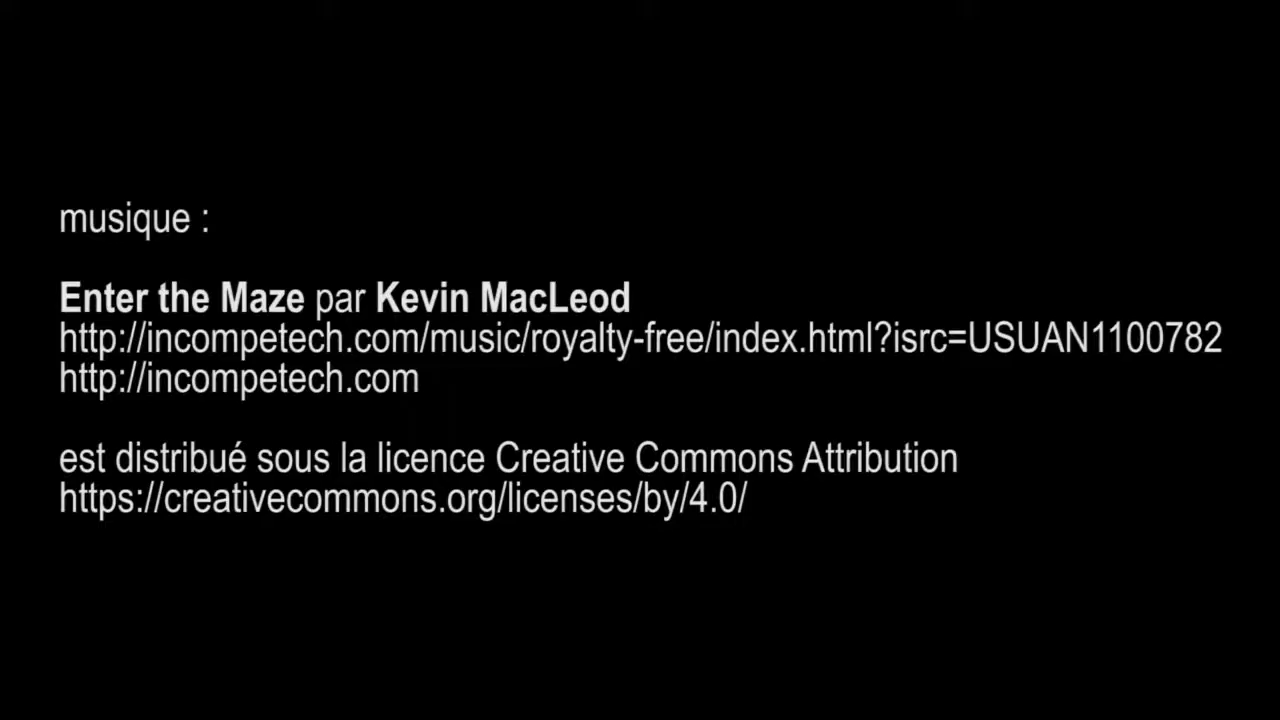 musique :
Enter the Maze par Kevin MacLeod
http://incompetech.com/music/royalty-free/index.html?isrc=USUAN1100782
http://incompetech.com
est distribué sous la licence Creative Commons Attribution
https://creativecommons.org/licenses/by/4.0/